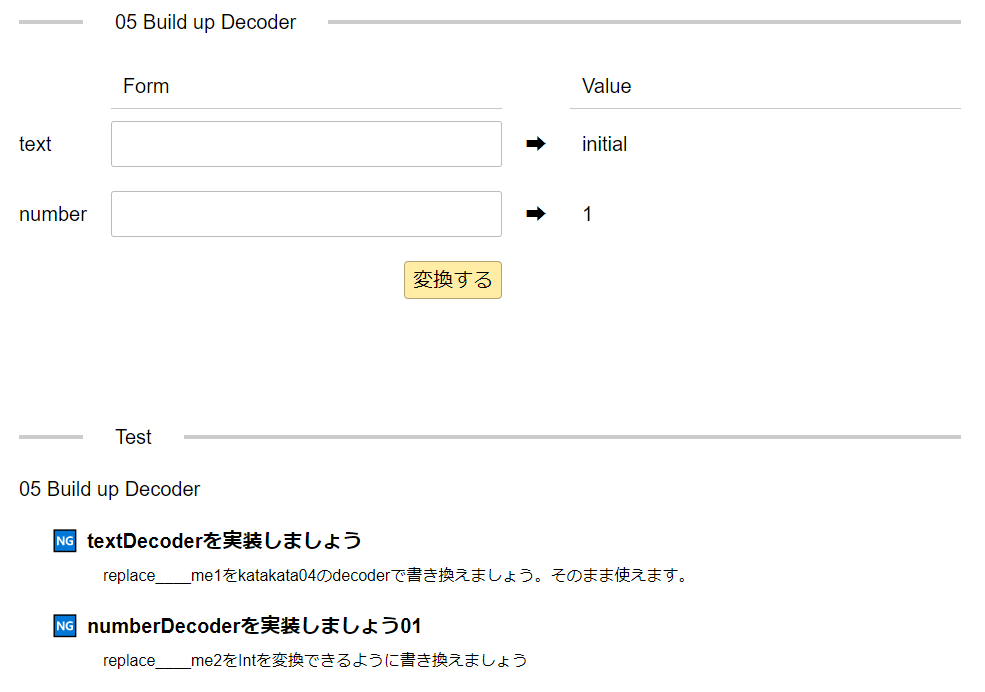 05 Build up Decoder
Form Value
text ➡ initial
number ➡ 1
変換する
Test
05 Build up Decoder
NG textDecoderを実装しましょう
replace____me1をkatakata04のdecoderで書き換えましょう。そのまま使えます。
NG numberDecoderを実装しましょう01
replace____me2をIntを変換できるように書き換えましょう